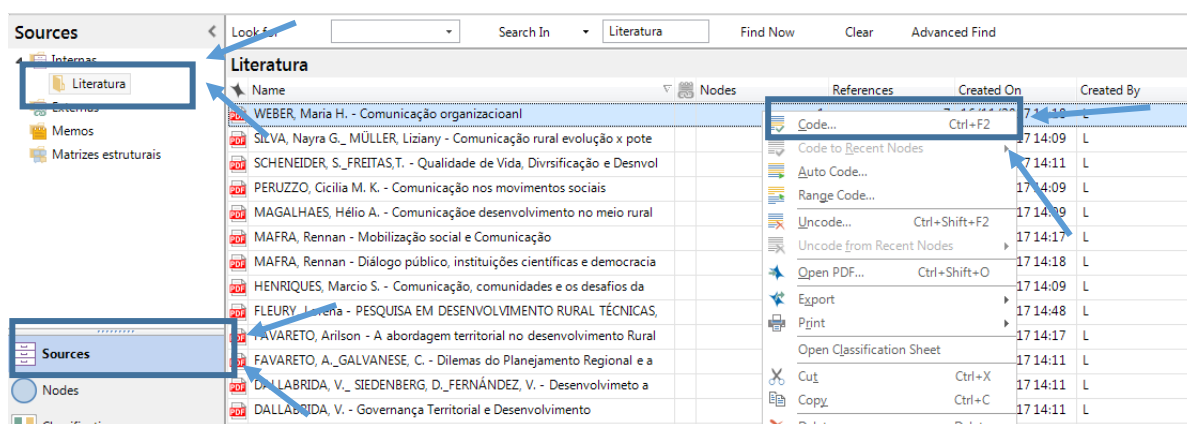 Sources
Look for Search In Literatura Find Now Clear Advanced Find
Internas
Literatura
Externas
Memos
Matrizes estruturais
Sources
Nodes
Literatura
Name Nodes References Created On Created By
WEBER, Maria H. - Comunicação organizacioanl
SILVA, Nayra G._ MÜLLER, Liziany - Comunicação rural evolução x pote 17 14:09 L
SCHENEIDER, S._FREITAS,T. - Qualidade de Vida, Divrsificação e Desnvol 17 14:11 L
PERUZZO, Cicilia M. K. - Comunicação nos movimentos sociais 17 14:09 L
MAGALHAES, Hélio A. - Comunicaçãoe desenvolvimento no meio rural 17 14:09 L
MAFRA, Rennan - Mobilização social e Comunicação 17 14:17 L
MAFRA, Rennan - Diálogo público, instituições científicas e democracia 17 14:18 L
HENRIQUES, Marcio S. - Comunicação, comunidades e os desafios da 17 14:09 L
FLEURY, Lorena - PESQUISA EM DESENVOLVIMENTO RURAL TÉCNICAS, 17 14:48 L
FAVARETO, Arilson - A abordagem territorial no desenvolvimento Rural 17 14:17 L
FAVARETO, A._GALVANESE, C. - Dilemas do Planejamento Regional e a 17 14:11 L
DALLABRIDA, V._ SIEDENBERG, D._FERNÁNDEZ, V. - Desenvolvimeto a 17 14:11 L
DALLABRIDA, V. - Governança Territorial e Desenvolvimento 17 14:11 L
Code... Ctrl+F2
Code to Recent Nodes
Auto Code...
Range Code...
Uncode... Ctrl+Shift+F2
Uncode from Recent Nodes
Open PDF... Ctrl+Shift+O
Export
Print
Open Classification Sheet
Cut Ctrl+X
Copy Ctrl+C